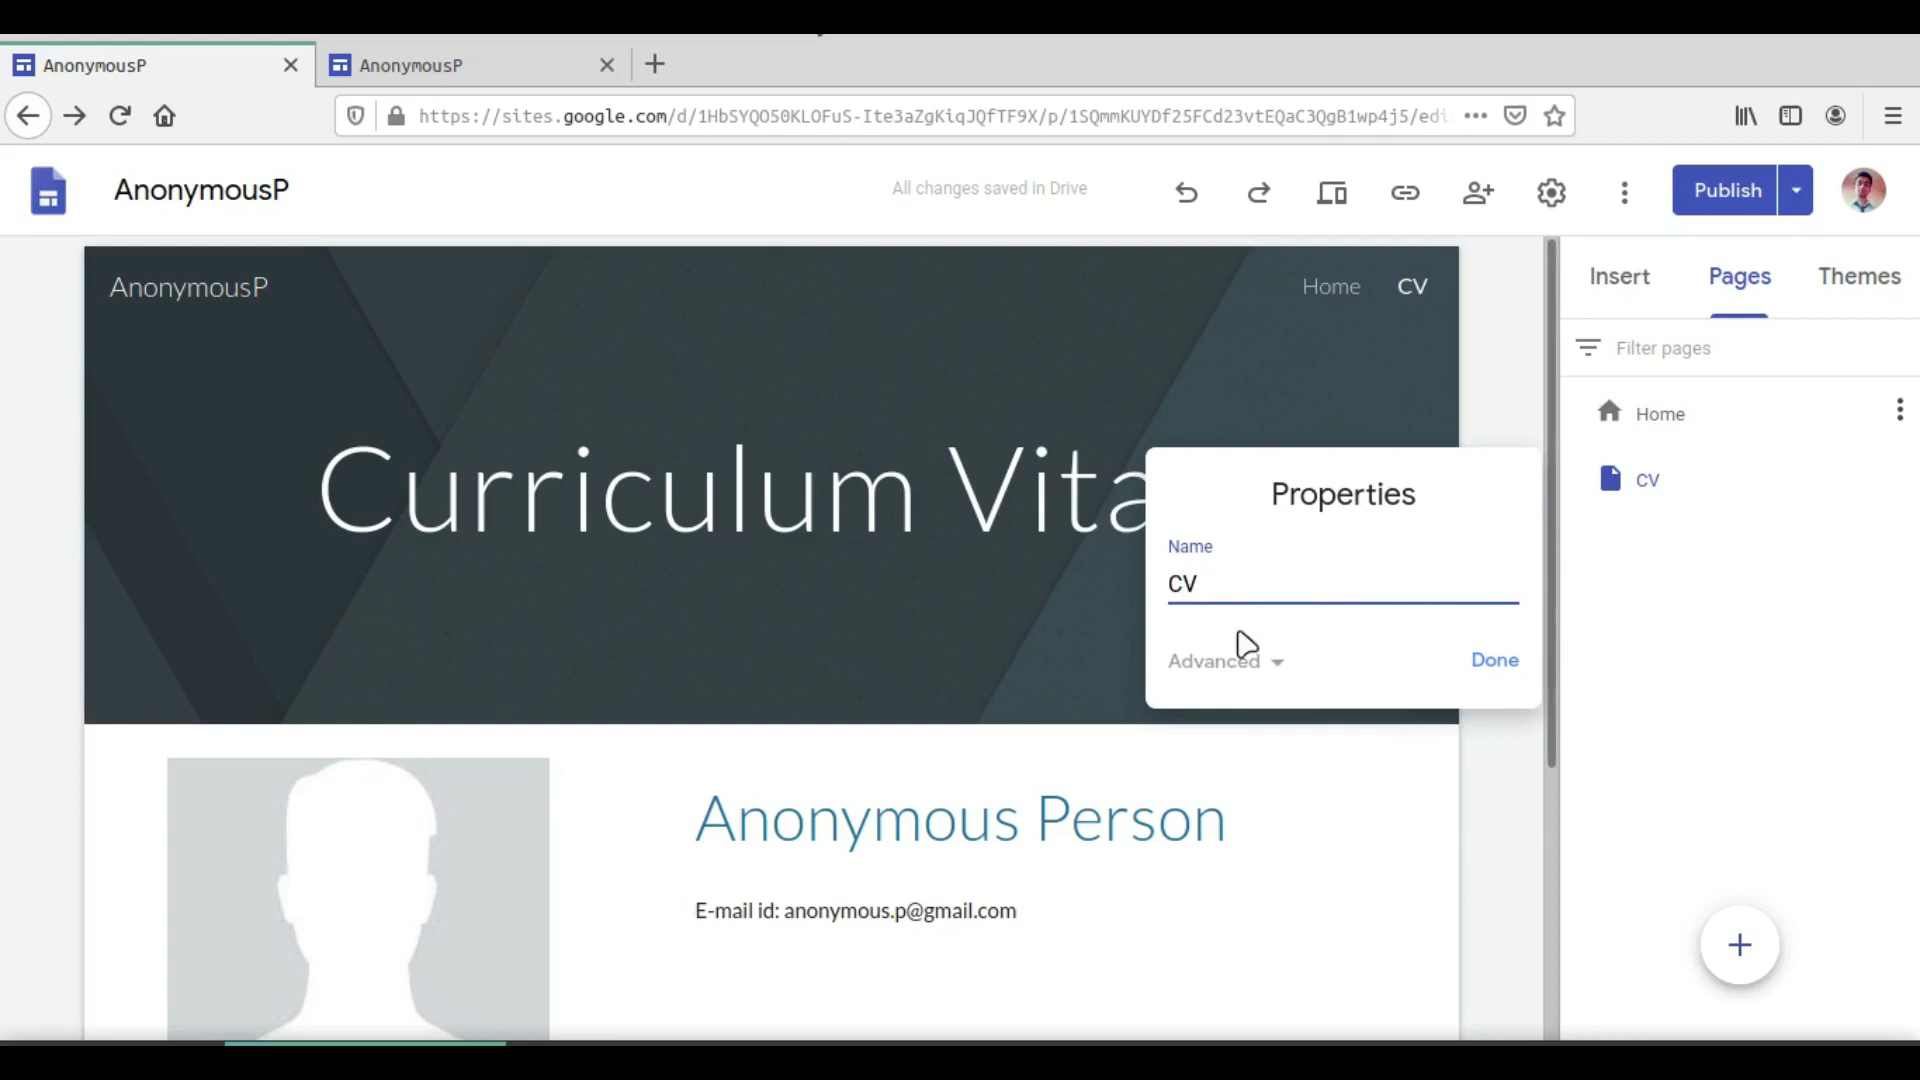 AnonymousP
AnonymousP
https://sites.google.com/d/1HbSYQO50KLOFuS-Ite3aZgKiqJQfTF9X/p/1SQmmKUYDf25FCd23vtEQaC3QgB1wp4j5/edi
AnonymousP
All changes saved in Drive
Publish
AnonymousP
Home
CV
Curriculum Vita
Properties
Name
CV
Advanced
Done
Anonymous Person
E-mail id: anonymous.p@gmail.com
Insert
Pages
Themes
Filter pages
Home
CV